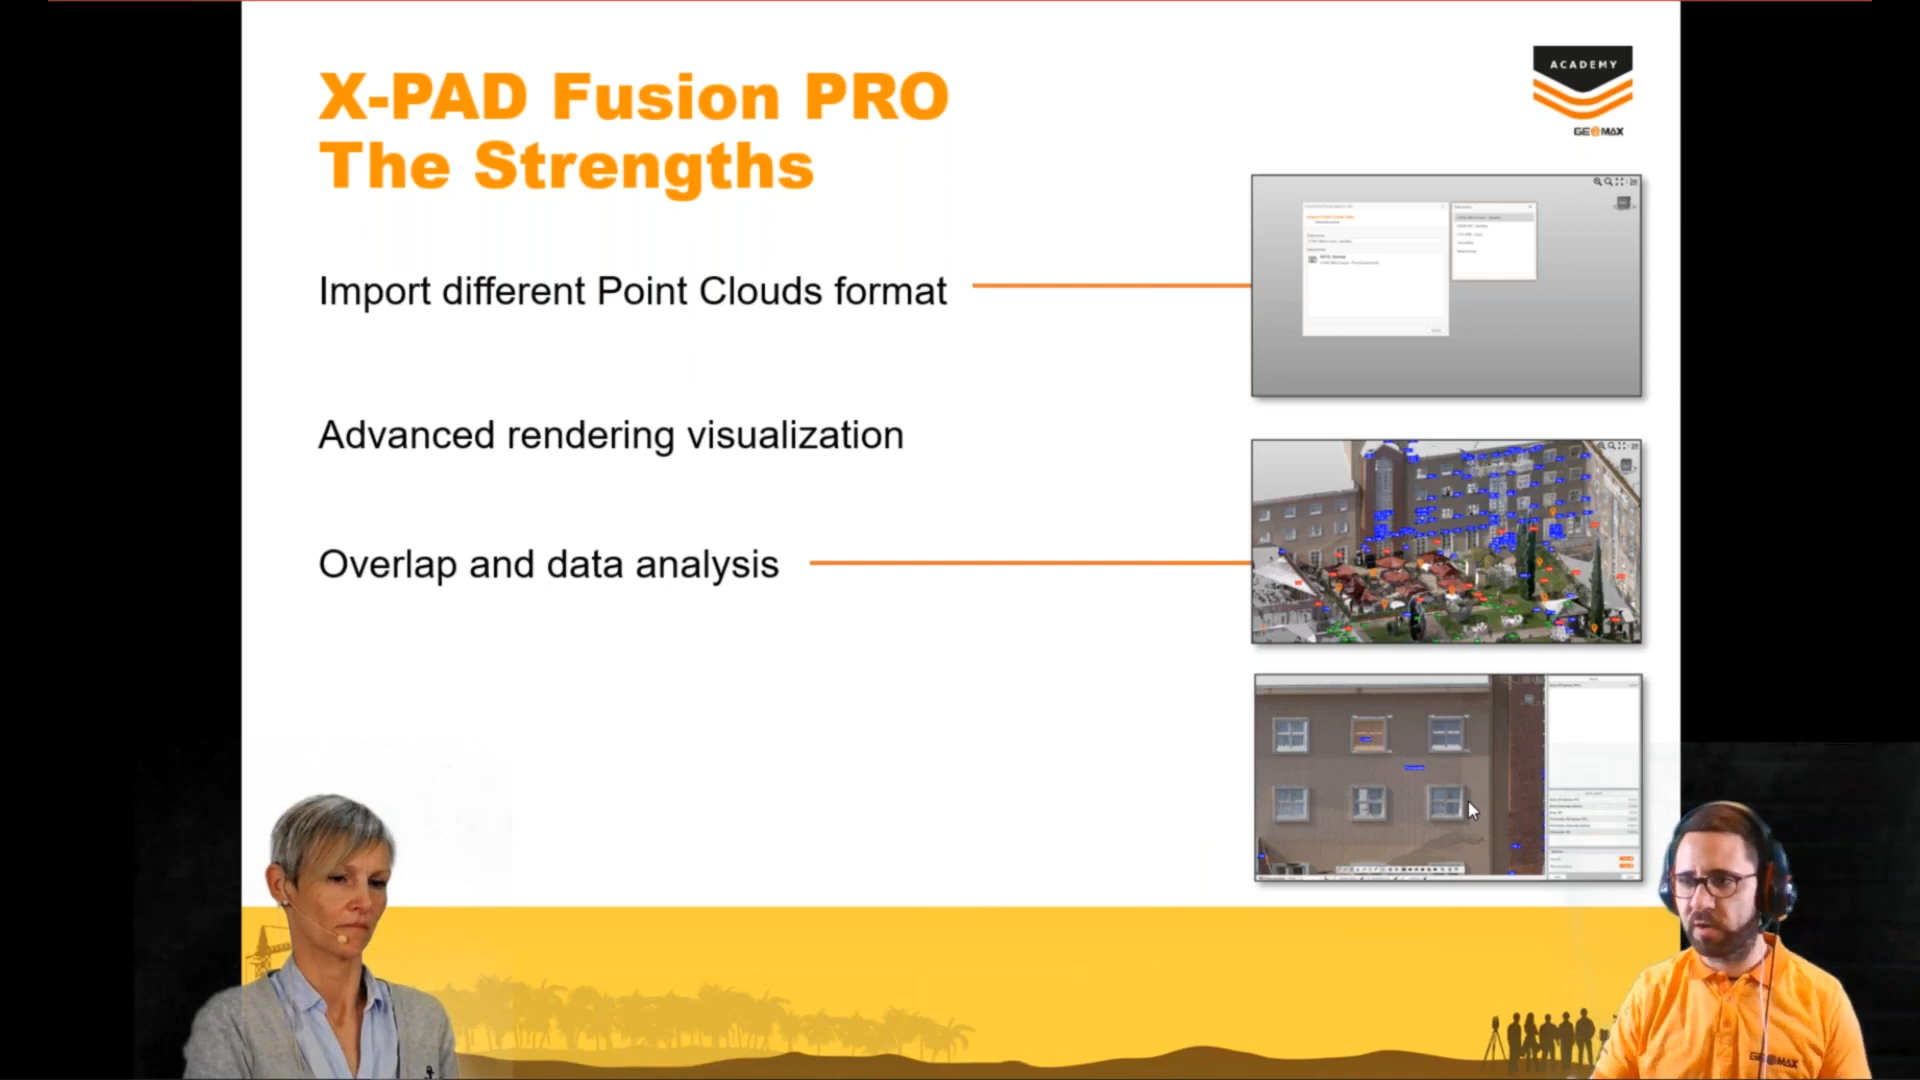 X-PAD Fusion PRO
The Strengths
ACADEMY
GEOMAX
Import different Point Clouds format
Advanced rendering visualization
Overlap and data analysis
GEOMAX